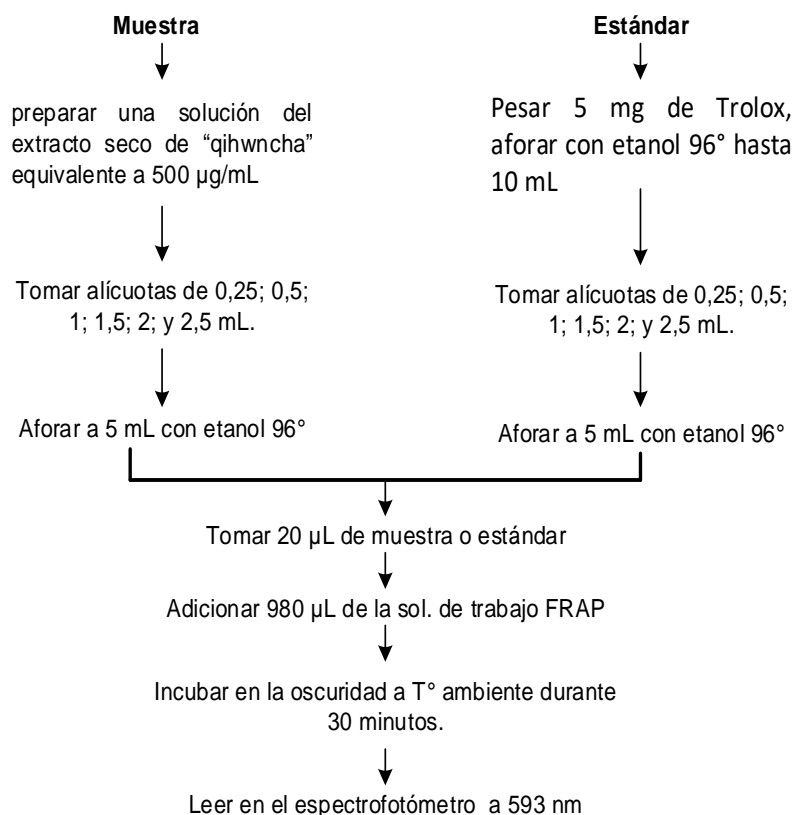 Muestra
preparar una solución del
extracto seco de “qihwncha”
equivalente a 500 µg/mL
Tomar alícuotas de 0,25; 0,5;
1; 1,5; 2; y 2,5 mL.
Aforar a 5 mL con etanol 96°
Estándar
Pesar 5 mg de Trolox,
aforar con etanol 96° hasta
10 mL
Tomar alícuotas de 0,25; 0,5;
1; 1,5; 2; y 2,5 mL.
Aforar a 5 mL con etanol 96°
Tomar 20 µL de muestra o estándar
Adicionar 980 µL de la sol. de trabajo FRAP
Incubar en la oscuridad a T° ambiente durante
30 minutos.
Leer en el espectrofotómetro a 593 nm